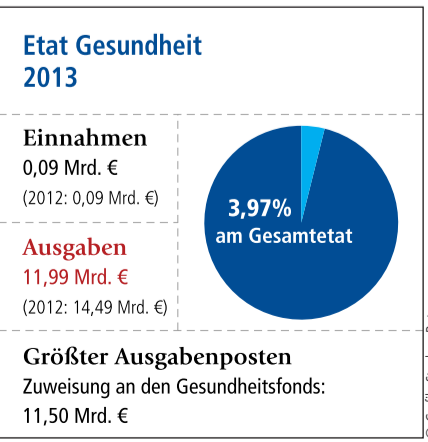 Etat Gesundheit
2013
Einnahmen
0,09 Mrd. €
(2012: 0,09 Mrd. €)
3,97%
am Gesamtetat
Ausgaben
11,99 Mrd. €
(2012: 14,49 Mrd. €)
Größter Ausgabenposten
Zuweisung an den Gesundheitsfonds:
11,50 Mrd. €